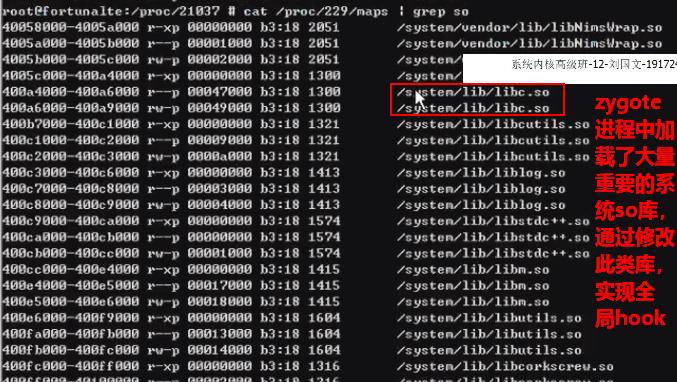 root@fortunalte:/proc/21037 # cat /proc/229/maps | grep so
40058000-4005a000 r-xp 00000000 b3:18 2051 /system/vendor/lib/libNimsWrap.so
4005a000-4005b000 r--p 00001000 b3:18 2051 /system/vendor/lib/libNimsWrap.so
4005b000-4005c000 rw-p 00002000 b3:18 2051
系统内核高级班-12-刘国文-191724
4005c000-400a4000 r-xp 00000000 b3:18 1300
400a4000-400a6000 r--p 00047000 b3:18 1300 /system/lib/libc.so
400a6000-400a9000 rw-p 00049000 b3:18 1300 /system/lib/libc.so
400b7000-400c1000 r-xp 00000000 b3:18 1321 /system/lib/libcutils.so
400c1000-400c2000 r--p 00009000 b3:18 1321 /system/lib/libcutils.so
400c2000-400c3000 rw-p 0000a000 b3:18 1321 /system/lib/libcutils.so
400c3000-400c6000 r-xp 00000000 b3:18 1413 /system/lib/liblog.so
400c7000-400c8000 r--p 00003000 b3:18 1413 /system/lib/liblog.so
400c8000-400c9000 rw-p 00004000 b3:18 1413 /system/lib/liblog.so
400c9000-400ca000 r-xp 00000000 b3:18 1574 /system/lib/libstdc++.so
400ca000-400cb000 r--p 00000000 b3:18 1574 /system/lib/libstdc++.so
400cb000-400cc000 rw-p 00001000 b3:18 1574 /system/lib/libstdc++.so
400cc000-400e4000 r-xp 00000000 b3:18 1415 /system/lib/libm.so
400e4000-400e5000 r--p 00017000 b3:18 1415 /system/lib/libm.so
400e5000-400e6000 rw-p 00018000 b3:18 1415 /system/lib/libm.so
400e6000-400f9000 r-xp 00000000 b3:18 1604 /system/lib/libutils.so
400fa000-400fb000 r--p 00013000 b3:18 1604 /system/lib/libutils.so
400fb000-400fc000 rw-p 00014000 b3:18 1604 /system/lib/libutils.so
400fc000-400ff000 r-xp 00000000 b3:18 1316 /system/lib/libcorkscrew.so
zygote
进程中加
载了大量
重要的系
统so库，
通过修改
此类库，
实现全
局hook